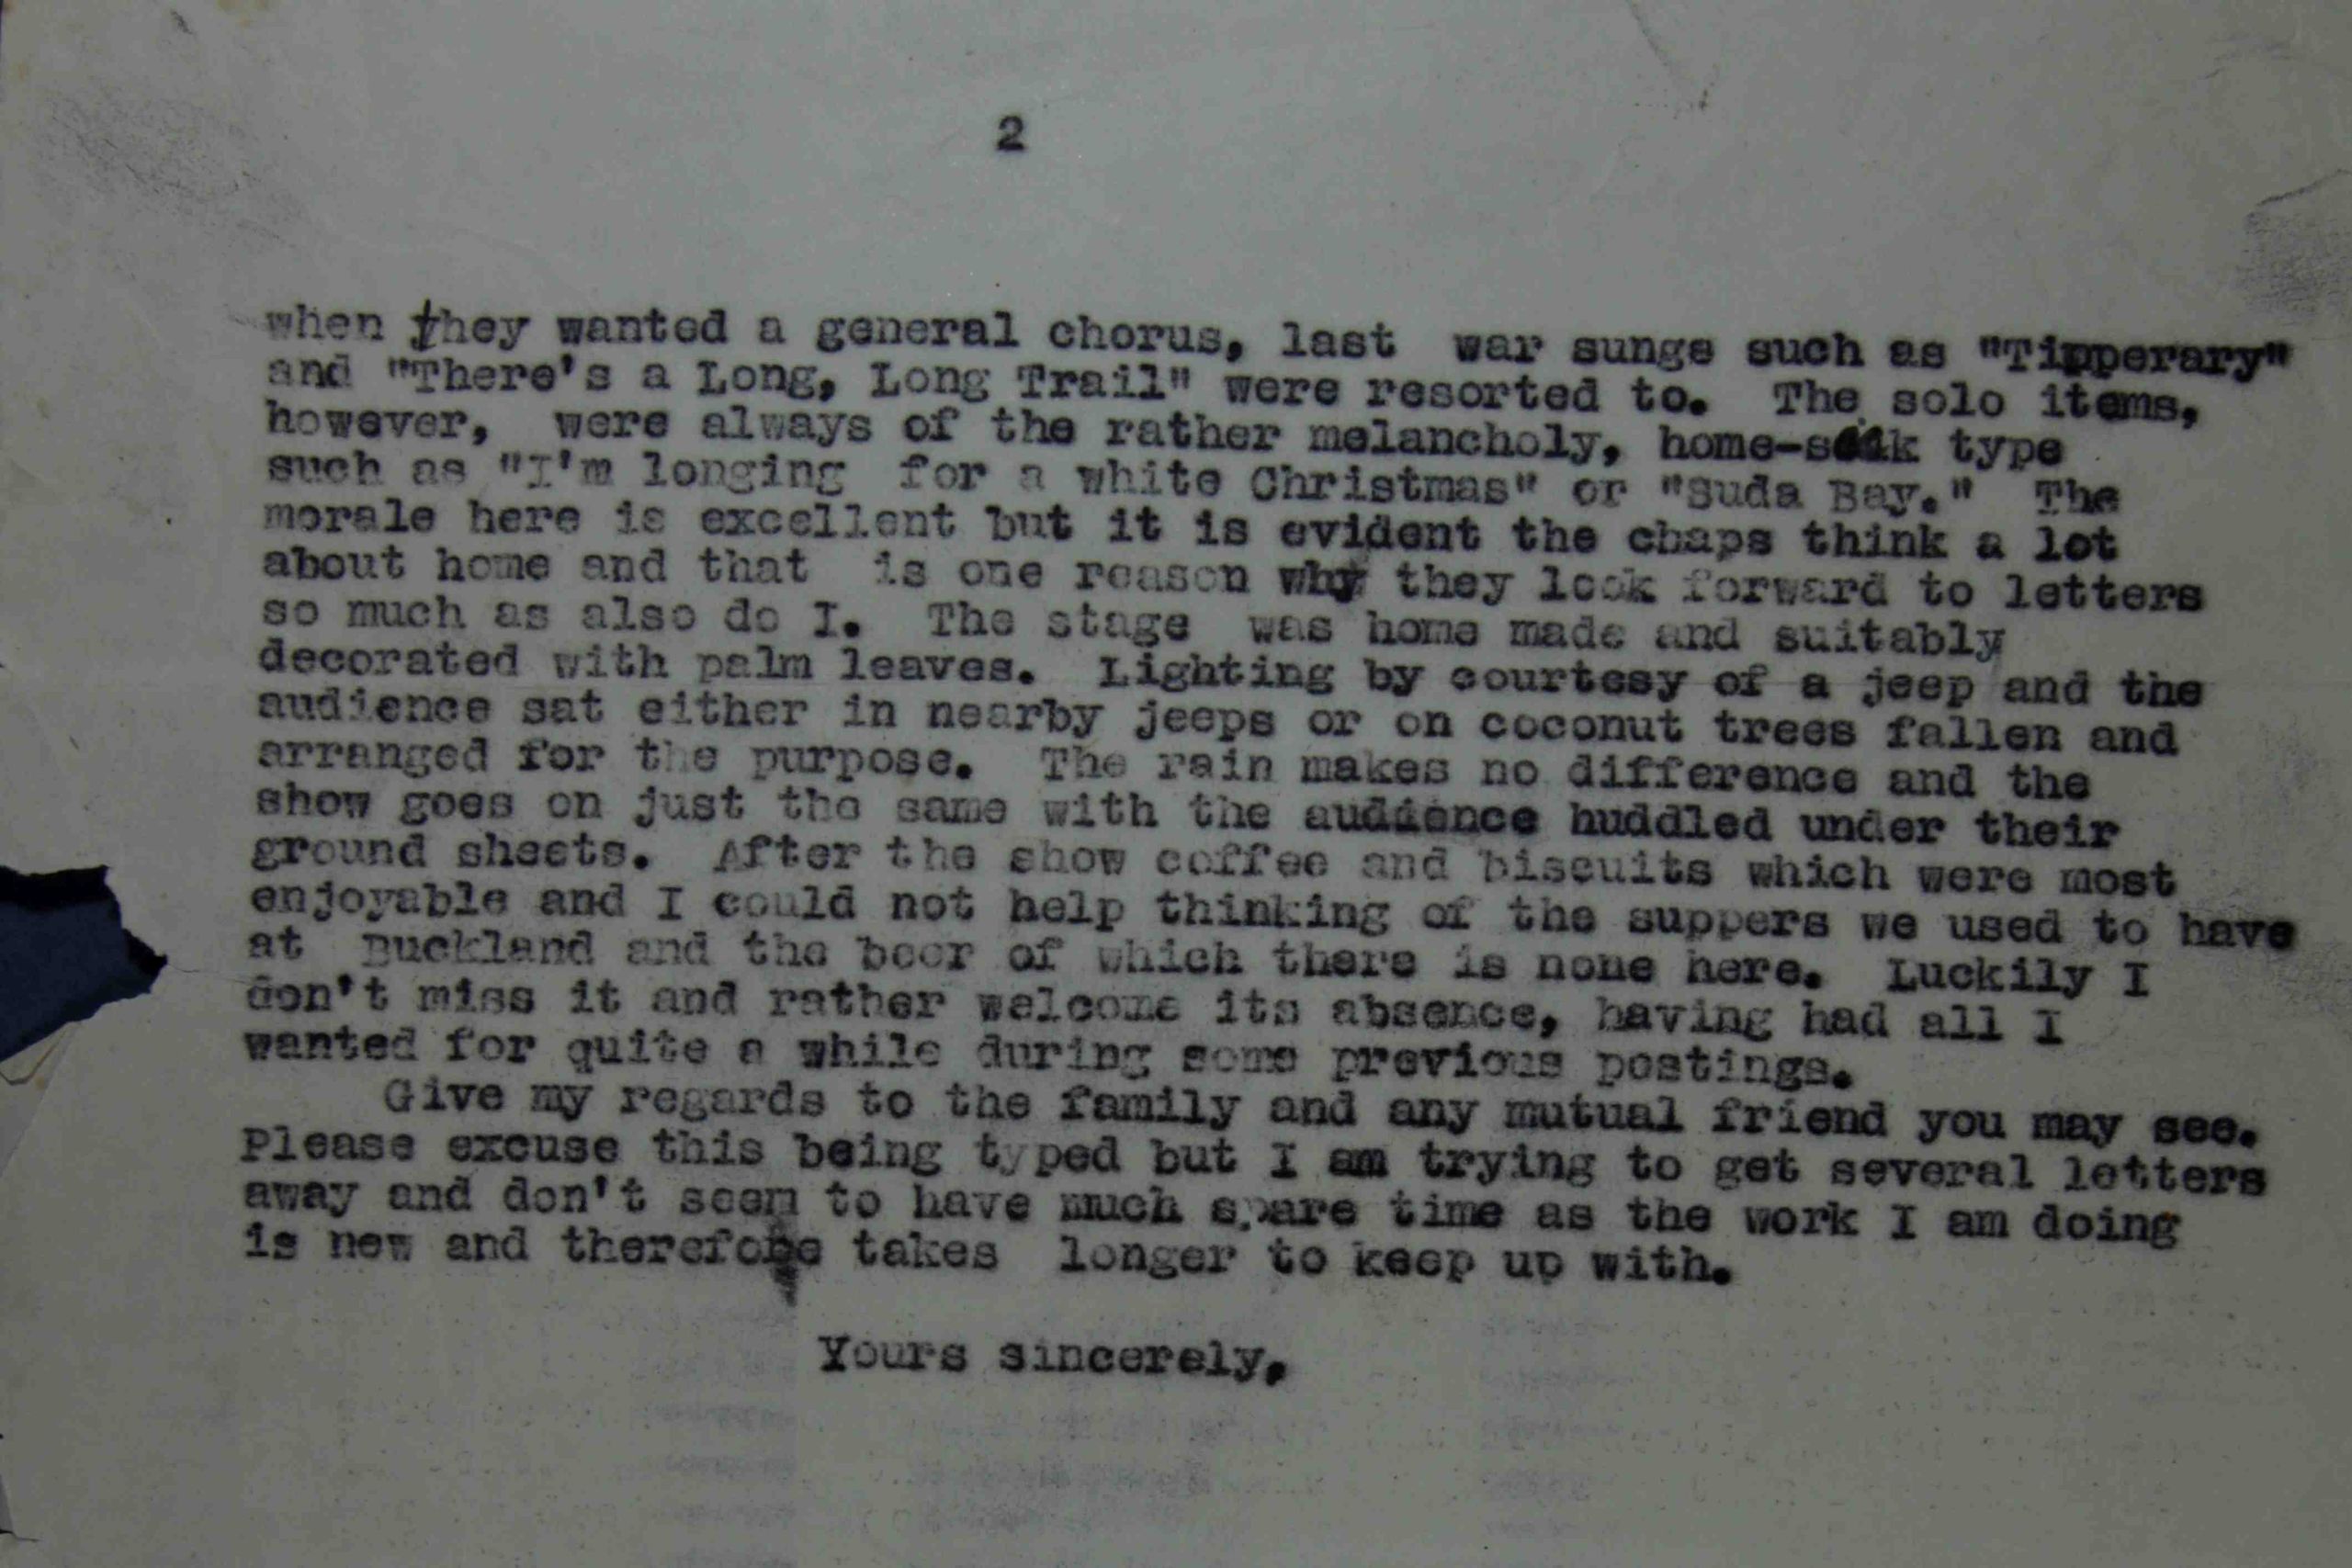 2
when they wanted a general chorus, last war sungs such as "Tipperary"
and "There's a Long, Long Trail" were resorted to. The solo items,
however, were always of the rather melancholy, home-sick type
such as "I'm longing for a white Christmas" or "Suda Bay." The
morale here is excellent but it is evident the chaps think a lot
about home and that is one reason why they look forward to letters
so much as also do I. The stage was home made and suitably
decorated with palm leaves. Lighting by courtesy of a jeep and the
audience sat either in nearby jeeps or on coconut trees fallen and
arranged for the purpose. The rain makes no difference and the
show goes on just the same with the audience huddled under their
ground sheets. After the show coffee and biscuits which were most
enjoyable and I could not help thinking of the suppers we used to have
at Buckland and the beer of which there is none here. Luckily I
don't miss it and rather welcome its absence, having had all I
wanted for quite a while during some previous postings.
Give my regards to the family and any mutual friend you may see.
Please excuse this being typed but I am trying to get several letters
away and don't seem to have much spare time as the work I am doing
is new and therefore takes longer to keep up with.
Yours sincerely,